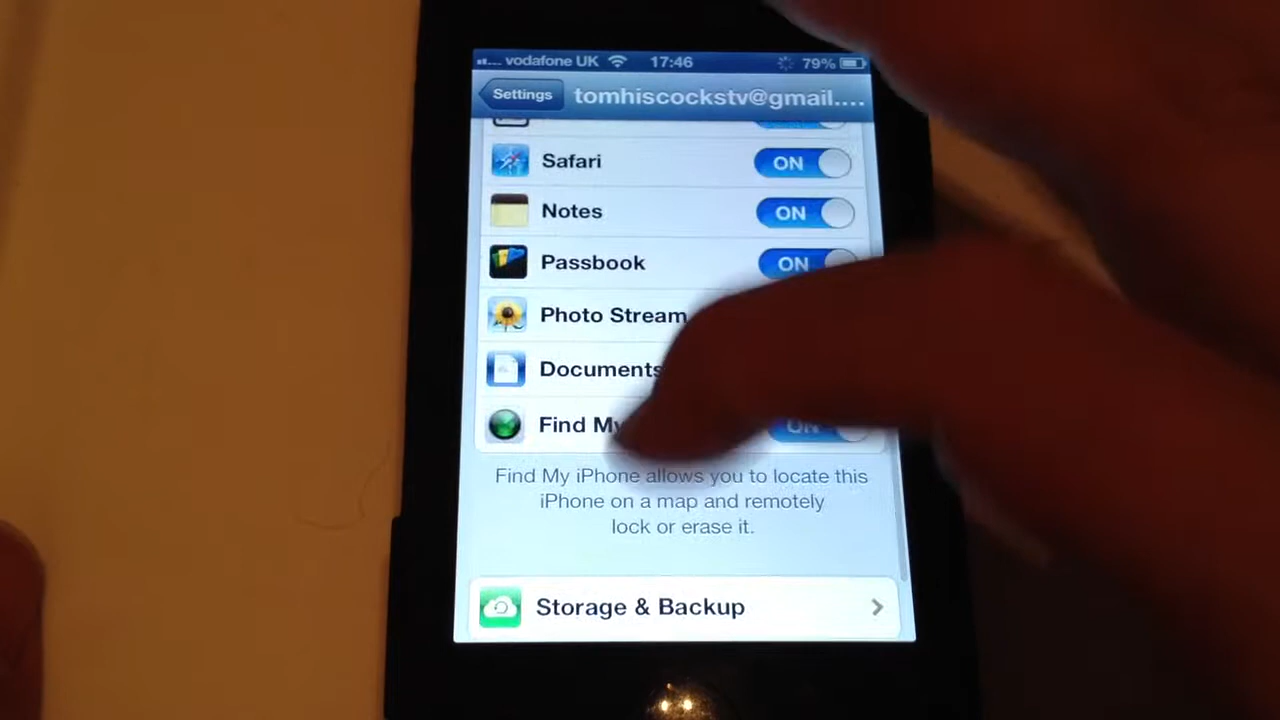 vodafone UK 17:46 79%
Settings tomhiscockstv@gmail....
Safari ON
Notes ON
Passbook ON
Photo Stream
Documents
Find My ON
Find My iPhone allows you to locate this
iPhone on a map and remotely
lock or erase it.
Storage & Backup